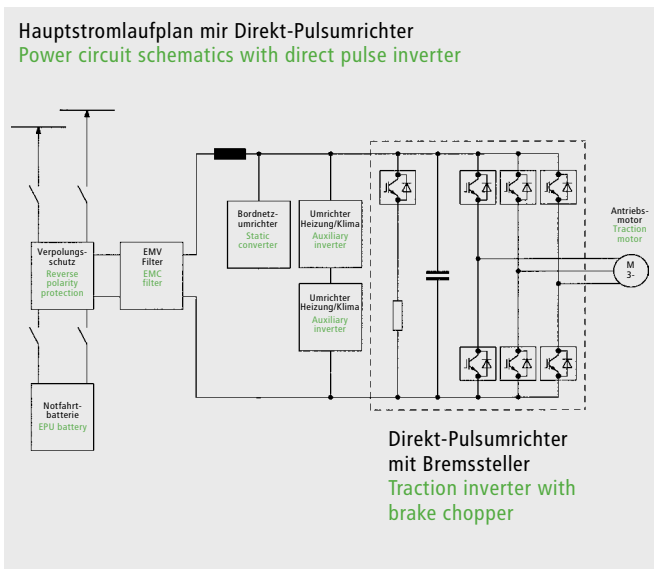 Hauptstromlaufplan mir Direkt-Pulsumrichter
Power circuit schematics with direct pulse inverter
Verpolungs-
schutz
Reverse
polarity
protection
EMV
Filter
EMC
filter
Bordnetz-
umrichter
Static
converter
Umrichter
Heizung/Klima
Auxiliary
inverter
Umrichter
Heizung/Klima
Auxiliary
inverter
Antriebs-
motor
Traction
motor
M
3-
Notfahrt-
batterie
EPU battery
Direkt-Pulsumrichter
mit Bremssteller
Traction inverter with
brake chopper